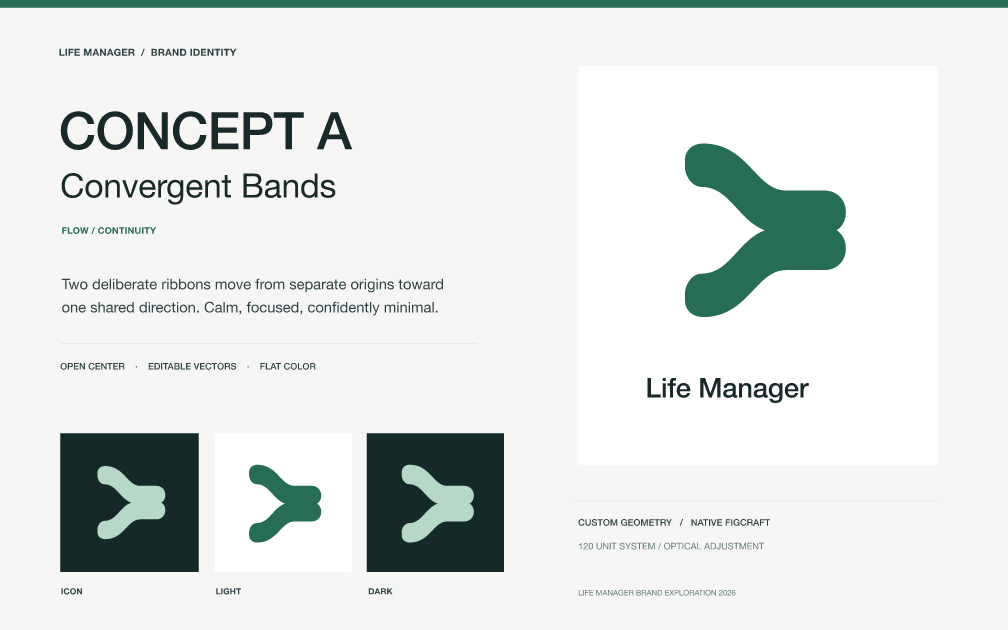 LIFE MANAGER / BRAND IDENTITY
CONCEPT A
Convergent Bands
FLOW / CONTINUITY
Two deliberate ribbons move from separate origins toward
one shared direction. Calm, focused, confidently minimal.
OPEN CENTER · EDITABLE VECTORS · FLAT COLOR
ICON
LIGHT
DARK
Life Manager
CUSTOM GEOMETRY / NATIVE FIGCRAFT
120 UNIT SYSTEM / OPTICAL ADJUSTMENT
LIFE MANAGER BRAND EXPLORATION 2026